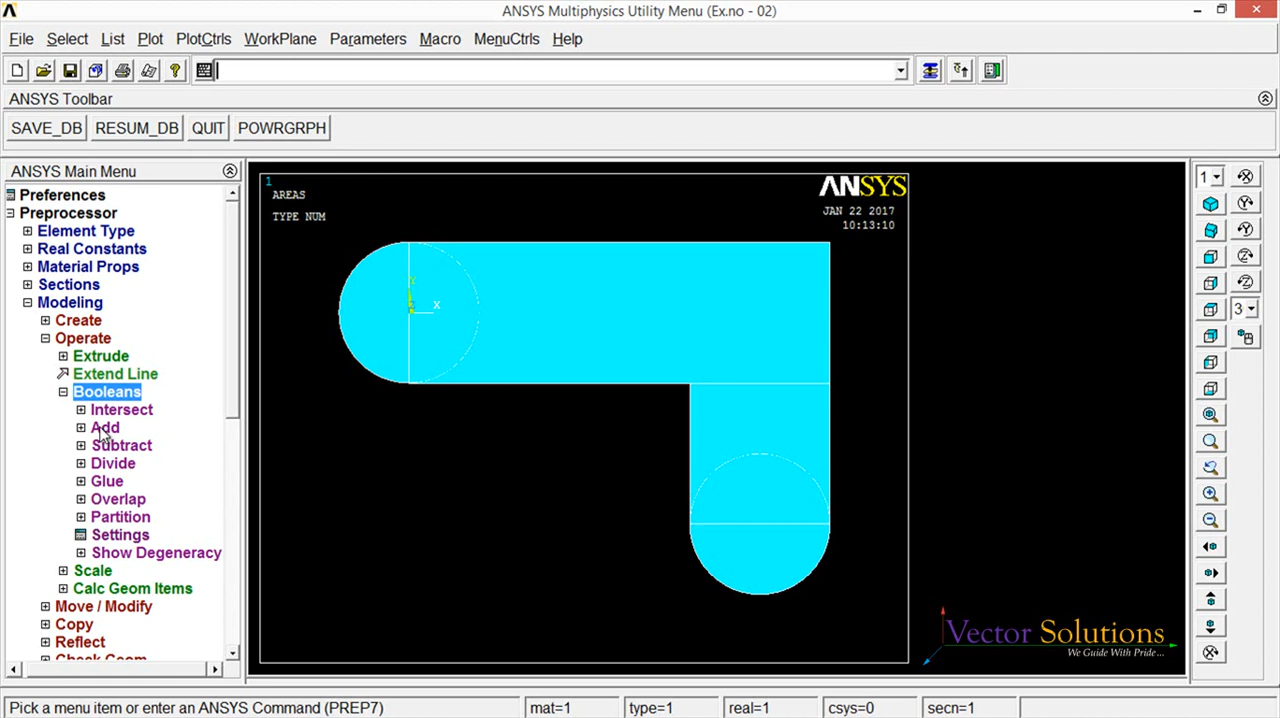 ANSYS Multiphysics Utility Menu (Ex.no - 02)
File Select List Plot PlotCtrls WorkPlane Parameters Macro MenuCtrls Help
ANSYS Toolbar
SAVE_DB RESUM_DB QUIT POWRGRPH
ANSYS Main Menu
Preferences
Preprocessor
Element Type
Real Constants
Material Props
Sections
Modeling
Create
Operate
Extrude
Extend Line
Booleans
Intersect
Add
Subtract
Divide
Glue
Overlap
Partition
Settings
Show Degeneracy
Scale
Calc Geom Items
Move / Modify
Copy
Reflect
Check Geom
1
AREAS
TYPE NUM
ANSYS
JAN 22 2017
10:13:10
Y
X
1
3
Vector Solutions
We Guide With Pride...
Pick a menu item or enter an ANSYS Command (PREP7) mat=1 type=1 real=1 csys=0 secn=1